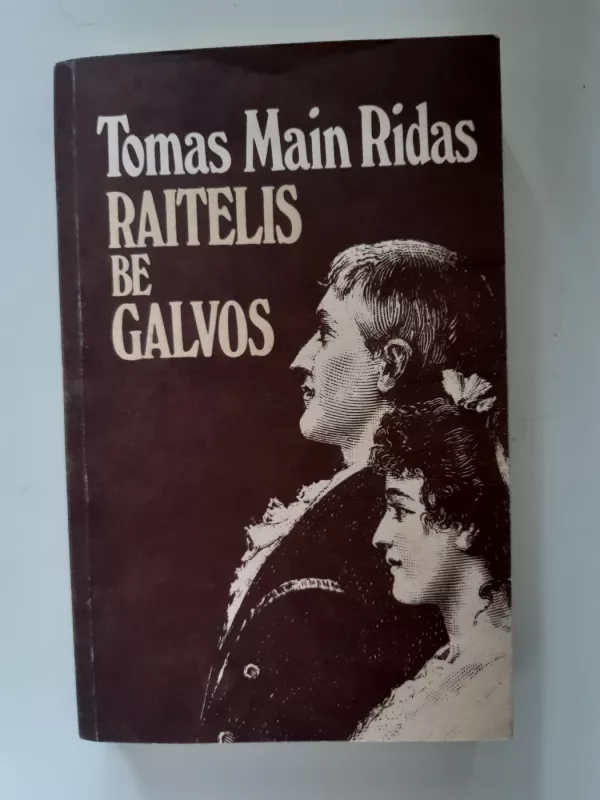 Tomas Main Ridas
RAITELIS
BE
GALVOS